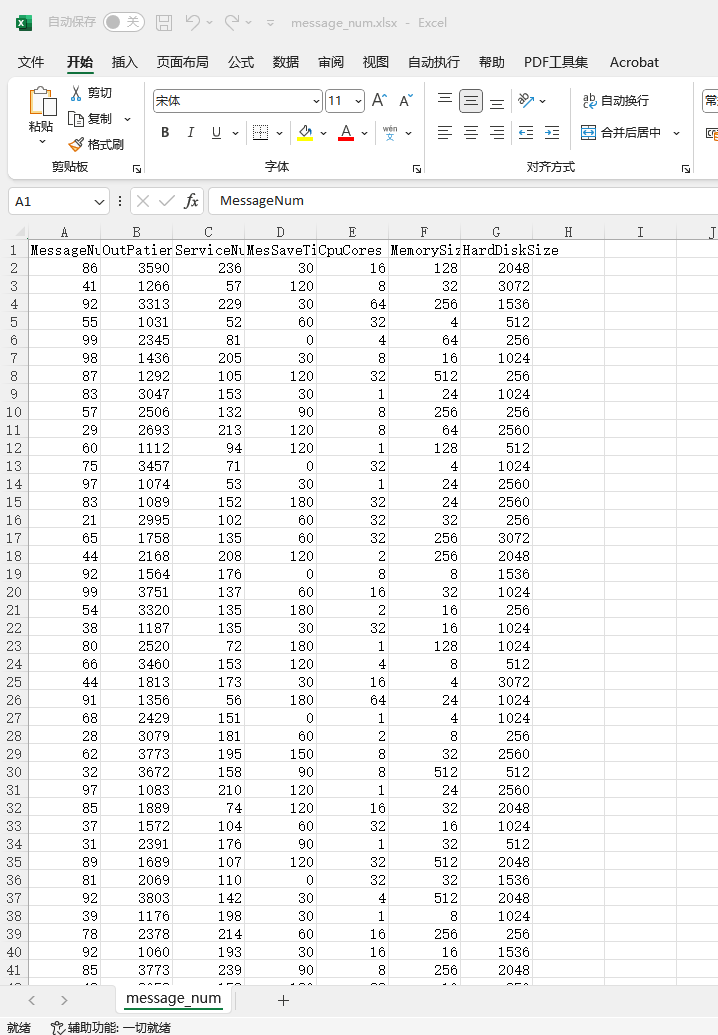 自动保存 关 message_num.xlsx - Excel
文件 开始 插入 页面布局 公式 数据 审阅 视图 自动执行 帮助 PDF工具集 Acrobat
粘贴 剪切 复制 格式刷 宋体 11 A A ab 自动换行 常
B I U A wén 文 合并后居中
剪贴板 字体 对齐方式
A1 fx MessageNum
A B C D E F G H I J
1 MessageNu OutPatien ServiceNu MesSaveTi CpuCores MemorySiz HardDiskSize
2 86 3590 236 30 16 128 2048
3 41 1266 57 120 8 32 3072
4 92 3313 229 30 64 256 1536
5 55 1031 52 60 32 4 512
6 99 2345 81 0 4 64 256
7 98 1436 205 30 8 16 1024
8 87 1292 105 120 32 512 256
9 83 3047 153 30 1 24 1024
10 57 2506 132 90 8 256 256
11 29 2693 213 120 8 64 2560
12 60 1112 94 120 1 128 512
13 75 3457 71 0 32 4 1024
14 97 1074 53 30 1 24 2560
15 83 1089 152 180 32 24 2560
16 21 2995 102 60 32 32 256
17 65 1758 135 60 32 256 3072
18 44 2168 208 120 2 256 2048
19 92 1564 176 0 8 8 1536
20 99 3751 137 60 16 32 1024
21 54 3320 135 180 2 16 256
22 38 1187 135 30 32 16 1024
23 80 2520 72 180 1 128 1024
24 66 3460 153 120 4 8 512
25 44 1813 173 30 16 4 3072
26 91 1356 56 180 64 24 1024
27 68 2429 151 0 1 4 1024
28 28 3079 181 60 2 8 256
29 62 3773 195 150 8 32 2560
30 32 3672 158 90 8 512 512
31 97 1083 210 120 1 24 2560
32 85 1889 74 120 16 32 2048
33 37 1572 104 60 32 16 1024
34 31 2391 176 90 1 32 512
35 89 1689 107 120 32 512 2048
36 81 2069 110 0 32 32 1536
37 92 3803 142 30 4 512 2048
38 39 1176 198 30 1 8 1024
39 78 2378 214 60 16 256 256
40 92 1060 193 30 16 16 1536
41 85 3773 239 90 8 256 2048
message_num
就绪 辅助功能: 一切就绪